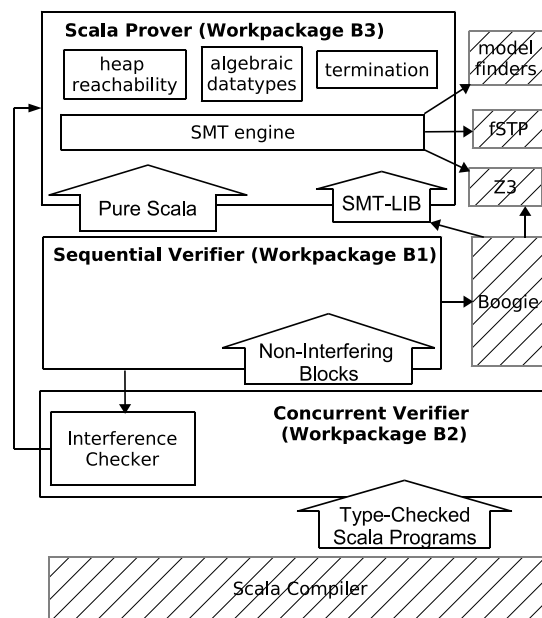 Scala Prover (Workpackage B3)
heap
reachability
algebraic
datatypes
termination
model
finders
SMT engine
fSTP
Z3
Pure Scala
SMT-LIB
Sequential Verifier (Workpackage B1)
Boogie
Non-Interfering
Blocks
Concurrent Verifier
(Workpackage B2)
Interference
Checker
Type-Checked
Scala Programs
Scala Compiler